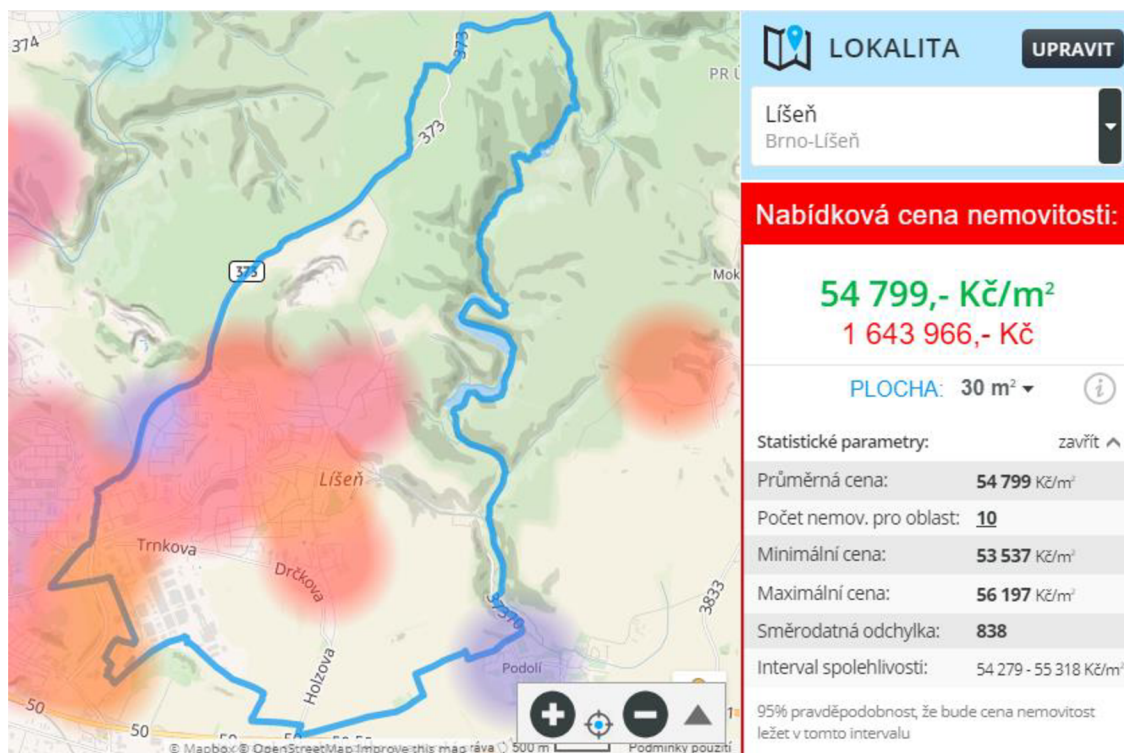 374
373
373
373
PR Ú
Mok
Líšeň
Trnkova
Drčkova
Holzova
37370
3833
Podolí
50
50
50
1
© Mapbox © OpenStreetMap Improve this map
500 m
Podmínky použití
LOKALITA
UPRAVIT
Líšeň
Brno-Líšeň
Nabídková cena nemovitosti:
54 799,- Kč/m²
1 643 966,- Kč
PLOCHA: 30 m²
Statistické parametry: zavřít
Průměrná cena: 54 799 Kč/m²
Počet nemov. pro oblast: 10
Minimální cena: 53 537 Kč/m²
Maximální cena: 56 197 Kč/m²
Směrodatná odchylka: 838
Interval spolehlivosti: 54 279 - 55 318 Kč/m²
95% pravděpodobnost, že bude cena nemovitost
ležet v tomto intervalu